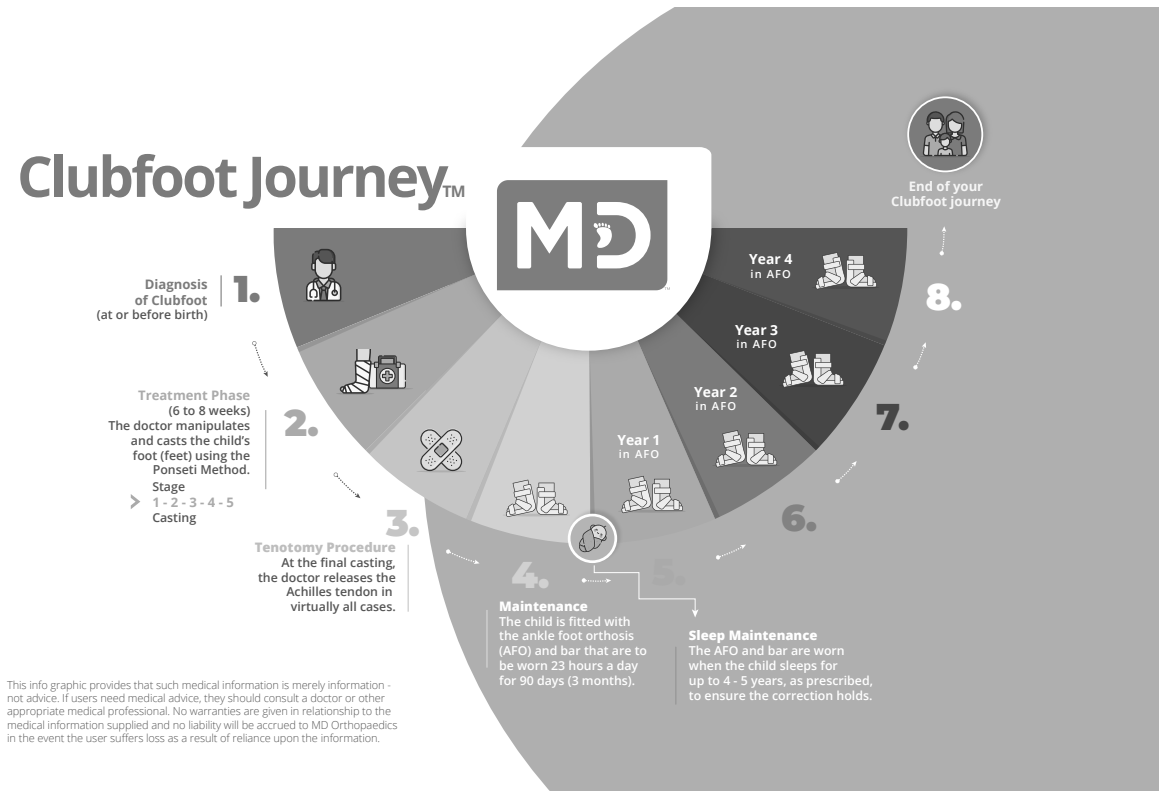 Clubfoot Journey™
MD
™
1.
Diagnosis
of Clubfoot
(at or before birth)
2.
Treatment Phase
(6 to 8 weeks)
The doctor manipulates
and casts the child's
foot (feet) using the
Ponseti Method.
Stage
> 1 - 2 - 3 - 4 - 5
Casting
3.
Tenotomy Procedure
At the final casting,
the doctor releases the
Achilles tendon in
virtually all cases.
4.
Maintenance
The child is fitted with
the ankle foot orthosis
(AFO) and bar that are to
be worn 23 hours a day
for 90 days (3 months).
5.
Year 1
in AFO
Sleep Maintenance
The AFO and bar are worn
when the child sleeps for
up to 4 - 5 years, as prescribed,
to ensure the correction holds.
6.
Year 2
in AFO
7.
Year 3
in AFO
8.
Year 4
in AFO
End of your
Clubfoot journey
This info graphic provides that such medical information is merely information -
not advice. If users need medical advice, they should consult a doctor or other
appropriate medical professional. No warranties are given in relationship to the
medical information supplied and no liability will be accrued to MD Orthopaedics
in the event the user suffers loss as a result of reliance upon the information.